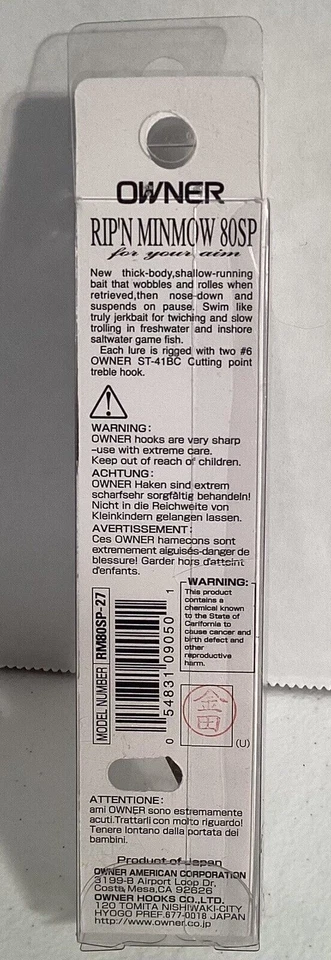 OWNER
RIP'N MINMOW 80SP
for your aim
New thick-body,shallow-running
bait that wobbles and rolles when
retrieved,then nose-down and
suspends on pause. Swim like
truly jerkbait for twiching and slow
trolling in freshwater and inshore
saltwater game fish.
Each lure is rigged with two #6
OWNER ST-41BC Cutting point
treble hook.
WARNING:
OWNER hooks are very sharp
-use with extreme care.
Keep out of reach of children.
ACHTUNG:
OWNER Haken sind extrem
scharfsehr sorgfältig behandeln!
Nicht in die Reichweite von
Kleinkindern gelangen lassen.
AVERTISSEMENT:
Ces OWNER hamecons sont
extremement aiguisés-danger de
blessure! Garder hors d'atteint
d'enfants.
WARNING:
This product
contains a
chemical known
to the State of
California to
cause cancer and
birth defect and
other
reproductive
harm.
MODEL NUMBER RM80SP-27
0 54831 09050 1
金田
(U)
ATTENTIONE:
ami OWNER sono estremamente
acuti.Trattarli con molto riguardo!
Tenere lontano dalla portata dei
bambini.
Product of Japan
OWNER AMERICAN CORPORATION
3199-B Airport Loop Dr,
Costa Mesa,CA 92626
OWNER HOOKS CO.,LTD.
120 TOMITA NISHIWAKI-CITY
HYOGO PREF.677-0018 JAPAN
http://www.owner.co.jp